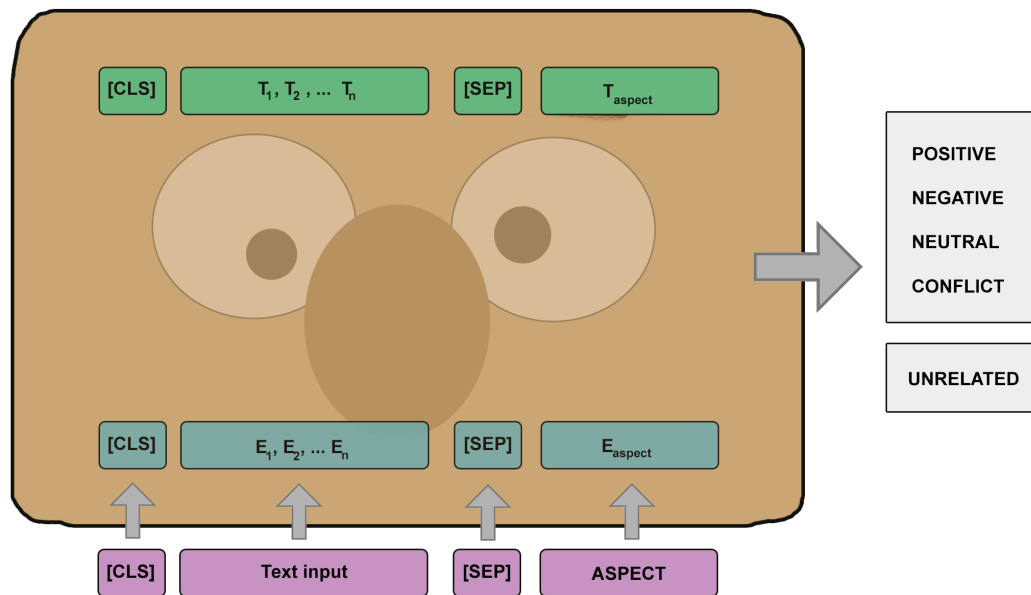 [CLS] T1, T2 , ... Tn [SEP] Taspect
POSITIVE
NEGATIVE
NEUTRAL
CONFLICT
UNRELATED
[CLS] E1, E2, ... En [SEP] Easpect
[CLS] Text input [SEP] ASPECT